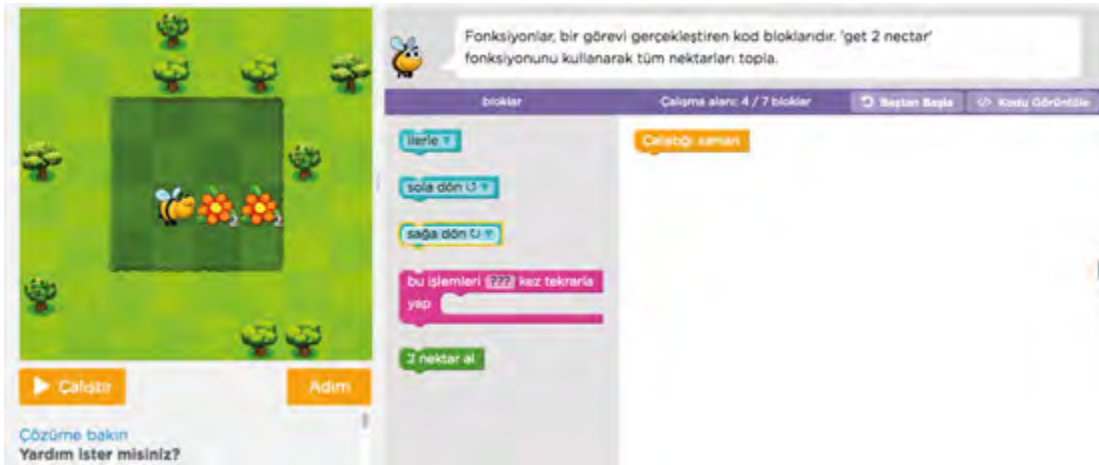 Fonksiyonlar, bir görevi gerçekleştiren kod bloklarıdır. 'get 2 nectar'
fonksiyonunu kullanarak tüm nektarları topla.
bloklar
Çalışma alanı: 4 / 7 bloklar
Baştan Başla
Kodu Görüntüle
ilerle
Çalıştığı zaman
sola dön
sağa dön
bu işlemleri ??? kez tekrarla
yap
2 nektar al
2
2
Çalıştır
Adım
Çözüme bakın
Yardım ister misiniz?